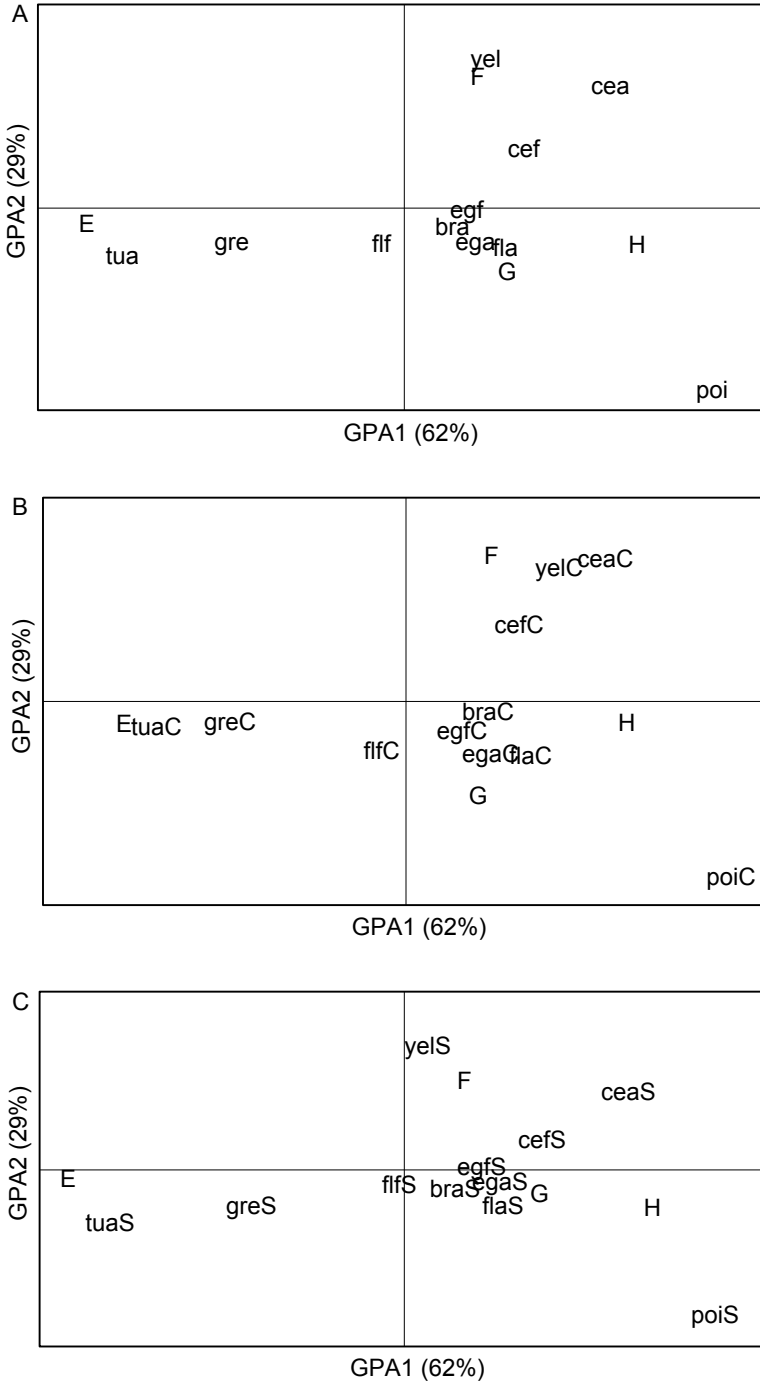 A
yel
F
cea
cef
GPA2 (29%)
egf
E
bra
tua
gre
flf
ega
fla
H
G
poi
GPA1 (62%)
B
F
yelC
ceaC
cefC
GPA2 (29%)
braC
E
tuaC
greC
egfC
H
flfC
egaC
flaC
G
poiC
GPA1 (62%)
C
yelS
F
ceaS
cefS
GPA2 (29%)
egfS
E
flfS
braS
egaS
G
tuaS
greS
flaS
H
poiS
GPA1 (62%)